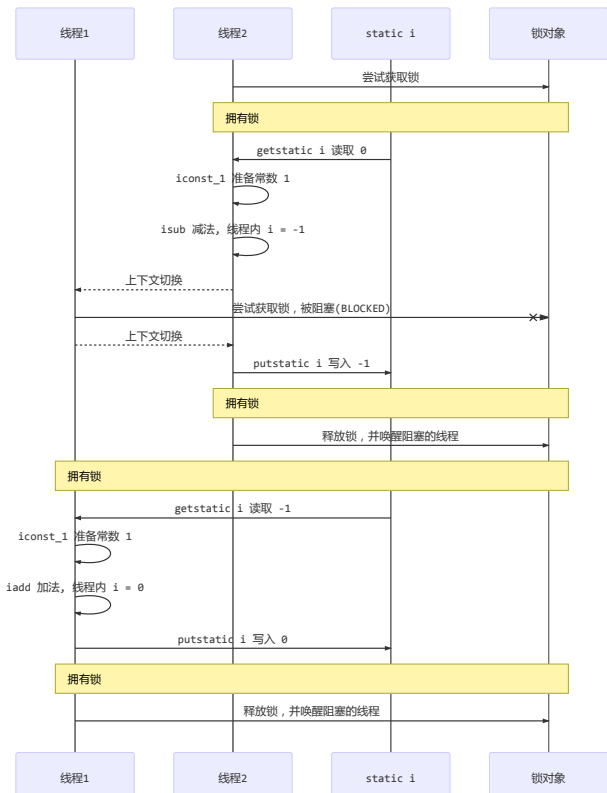 线程1 线程2 static i 锁对象
尝试获取锁
拥有锁
getstatic i 读取 0
iconst_1 准备常数 1
isub 减法, 线程内 i = -1
上下文切换
尝试获取锁，被阻塞(BLOCKED)
上下文切换
putstatic i 写入 -1
拥有锁
释放锁，并唤醒阻塞的线程
拥有锁
getstatic i 读取 -1
iconst_1 准备常数 1
iadd 加法, 线程内 i = 0
putstatic i 写入 0
拥有锁
释放锁，并唤醒阻塞的线程
线程1 线程2 static i 锁对象